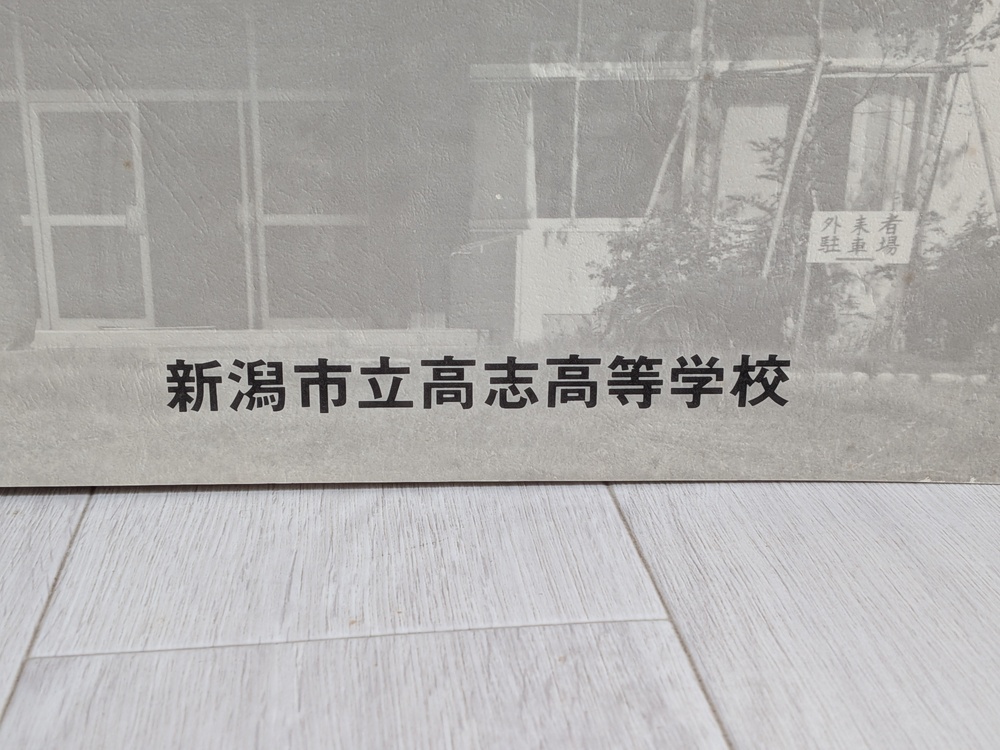 外来者
駐車場
新潟市立高志高等学校